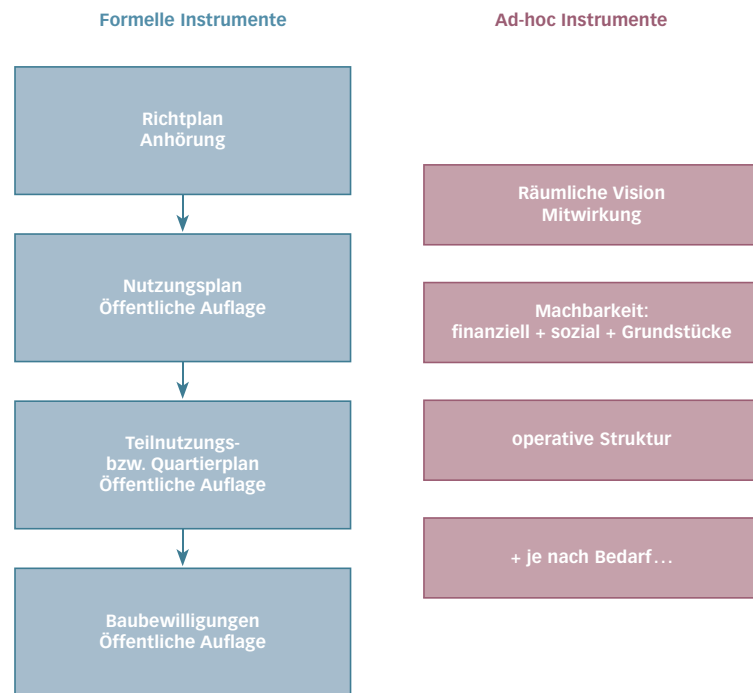 Formelle Instrumente
Richtplan
Anhörung
Nutzungsplan
Öffentliche Auflage
Teilnutzungs-
bzw. Quartierplan
Öffentliche Auflage
Baubewilligungen
Öffentliche Auflage
Ad-hoc Instrumente
Räumliche Vision
Mitwirkung
Machbarkeit:
finanziell + sozial + Grundstücke
operative Struktur
+ je nach Bedarf…